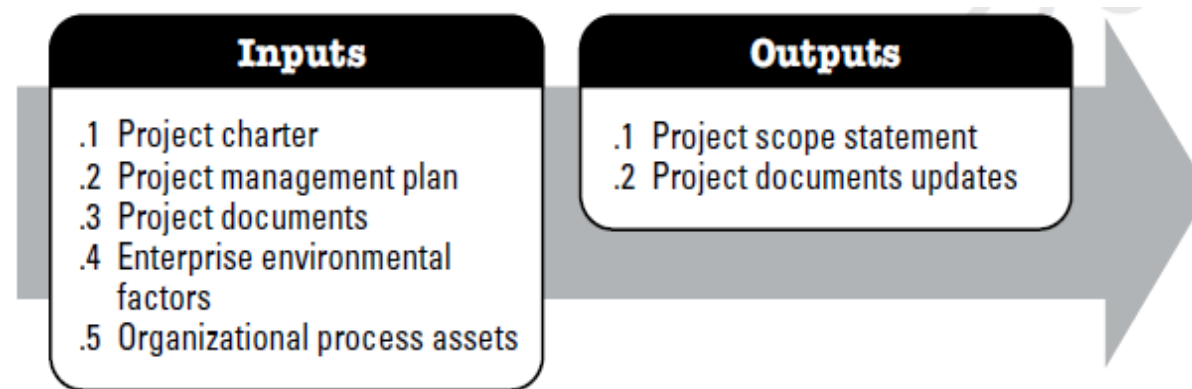 Inputs
.1 Project charter
.2 Project management plan
.3 Project documents
.4 Enterprise environmental
factors
.5 Organizational process assets
Outputs
.1 Project scope statement
.2 Project documents updates